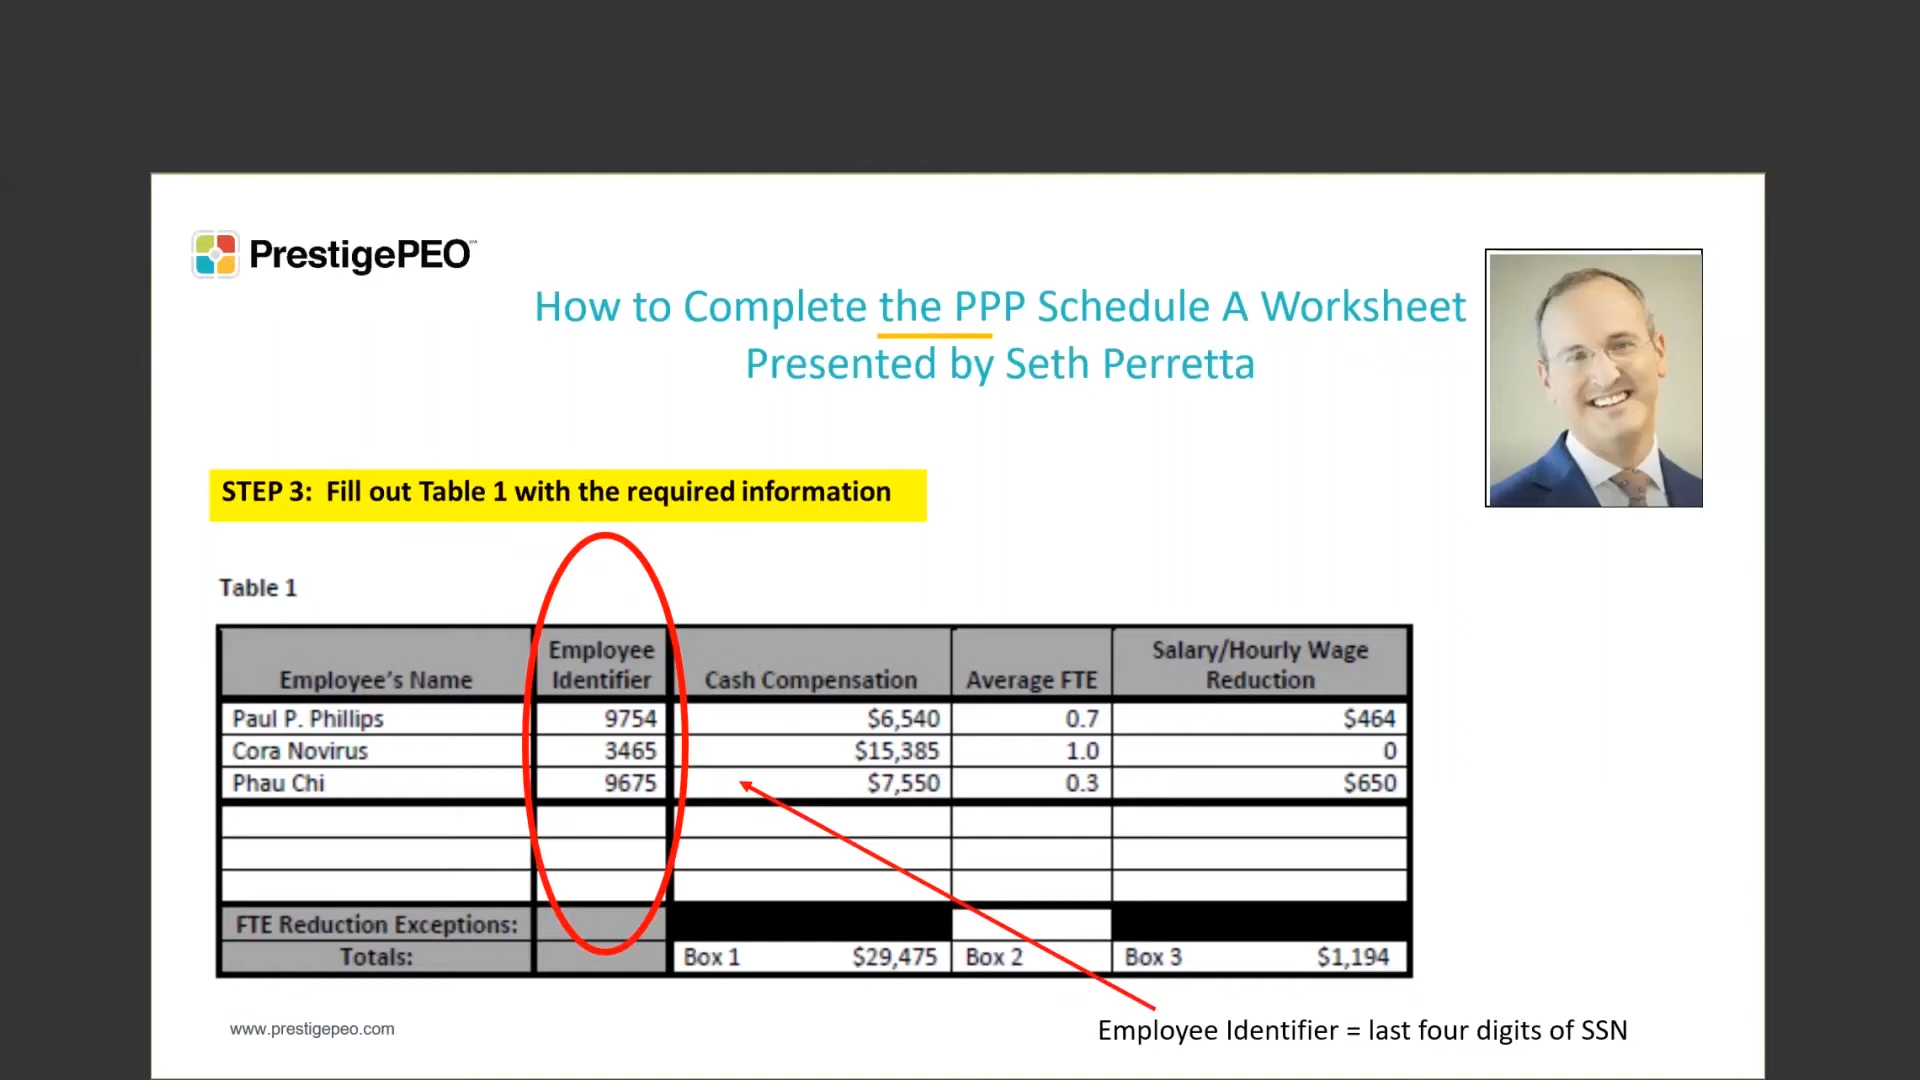 PrestigePEO™
How to Complete the PPP Schedule A Worksheet
Presented by Seth Perretta
STEP 3: Fill out Table 1 with the required information
Table 1
Employee's Name Employee Identifier Cash Compensation Average FTE Salary/Hourly Wage Reduction
Paul P. Phillips 9754 $6,540 0.7 $464
Cora Novirus 3465 $15,385 1.0 0
Phau Chi 9675 $7,550 0.3 $650
FTE Reduction Exceptions:
Totals: Box 1 $29,475 Box 2 Box 3 $1,194
www.prestigepeo.com
Employee Identifier = last four digits of SSN